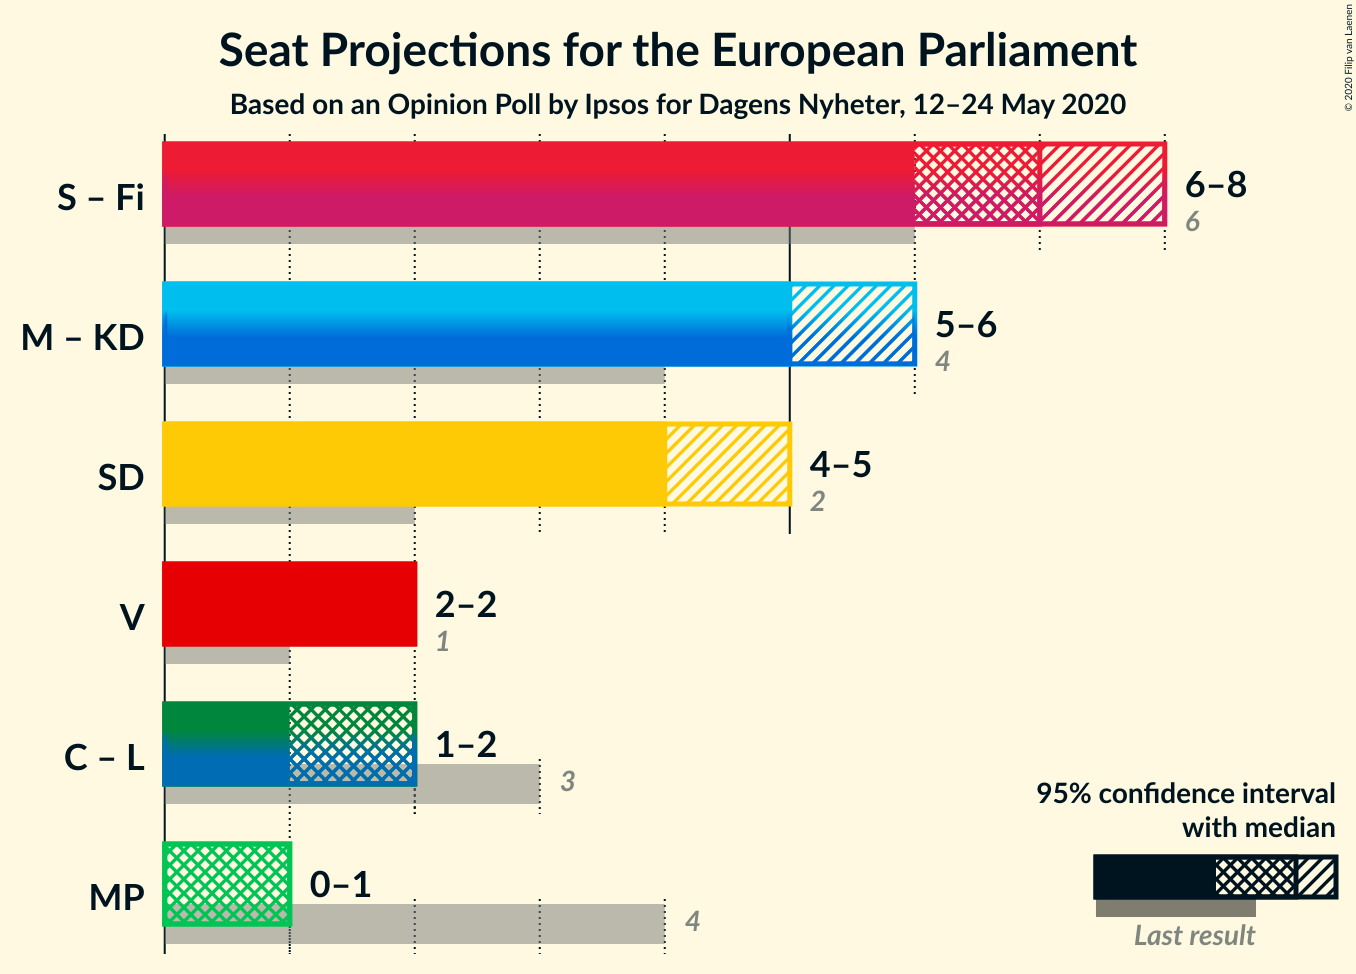 Seat Projections for the European Parliament
Based on an Opinion Poll by Ipsos for Dagens Nyheter, 12–24 May 2020
© 2020 Filip van Laenen
S – Fi
6–8
6
M – KD
5–6
4
SD
4–5
2
V
2–2
1
C – L
1–2
3
MP
0–1
4
95% confidence interval
with median
Last result